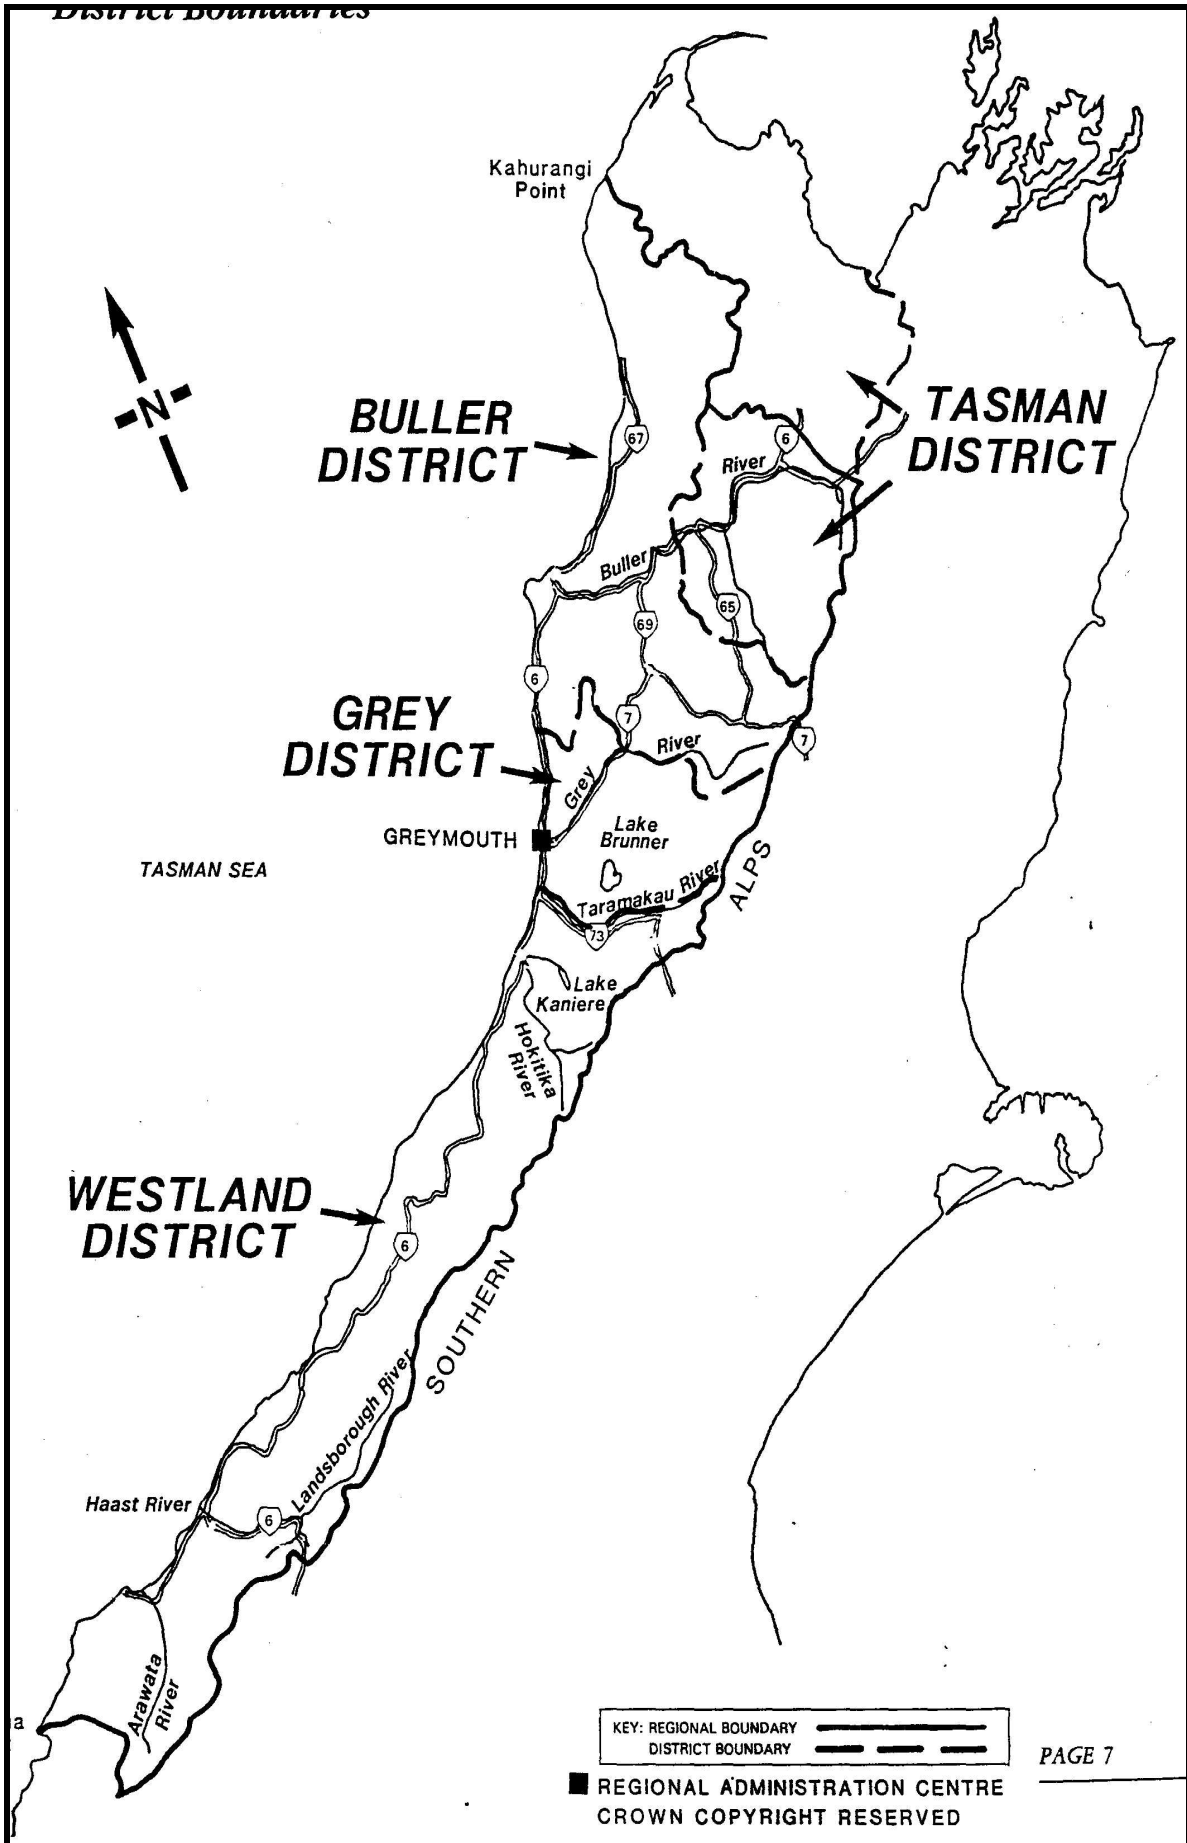 District Boundaries
Kahurangi
Point
N
BULLER
DISTRICT
TASMAN
DISTRICT
67
6
River
Buller
65
69
6
GREY
DISTRICT
7
River
7
Grey
GREYMOUTH
Lake
Brunner
TASMAN SEA
ALPS
Taramakau River
73
Lake
Kaniere
Hokitika
River
WESTLAND
DISTRICT
6
SOUTHERN
Landsborough River
Haast River
6
Arawata
River
a
KEY: REGIONAL BOUNDARY
DISTRICT BOUNDARY
PAGE 7
REGIONAL ADMINISTRATION CENTRE
CROWN COPYRIGHT RESERVED